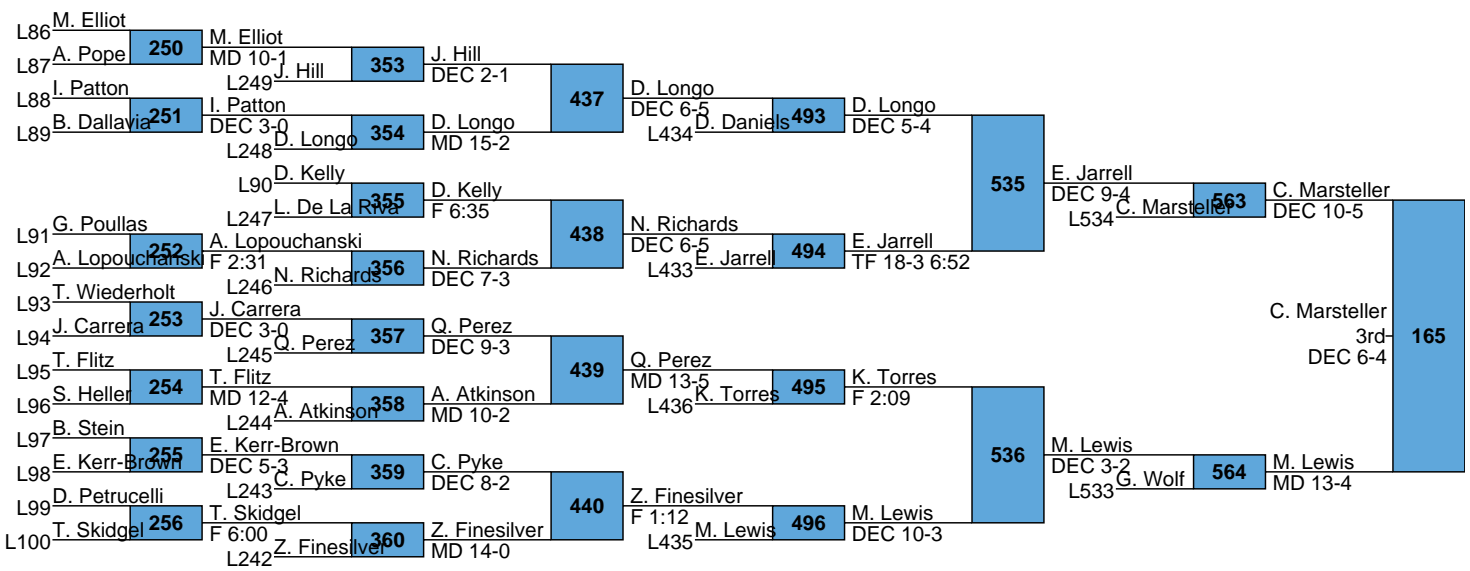 M. Elliot
L86
250
M. Elliot
A. Pope
L87
MD 10-1
353
J. Hill
J. Hill
L249
DEC 2-1
I. Patton
L88
251
I. Patton
B. Dallavia
L89
DEC 3-0
354
D. Longo
D. Longo
L248
MD 15-2
437
D. Longo
DEC 6-5
D. Daniels
L434
493
D. Longo
DEC 5-4
D. Kelly
L90
355
D. Kelly
L. De La Riva
L247
F 6:35
G. Poullas
L91
252
A. Lopouchanski
A. Lopouchanski
L92
F 2:31
356
N. Richards
N. Richards
L246
DEC 7-3
438
N. Richards
DEC 6-5
E. Jarrell
L433
494
E. Jarrell
TF 18-3 6:52
535
E. Jarrell
DEC 9-4
C. Marsteller
L534
563
C. Marsteller
DEC 10-5
T. Wiederholt
L93
253
J. Carrera
J. Carrera
L94
DEC 3-0
357
Q. Perez
Q. Perez
L245
DEC 9-3
T. Flitz
L95
254
T. Flitz
S. Heller
L96
MD 12-4
358
A. Atkinson
A. Atkinson
L244
MD 10-2
439
Q. Perez
MD 13-5
K. Torres
L436
495
K. Torres
F 2:09
B. Stein
L97
255
E. Kerr-Brown
E. Kerr-Brown
L98
DEC 5-3
359
C. Pyke
C. Pyke
L243
DEC 8-2
D. Petrucelli
L99
256
T. Skidgel
T. Skidgel
L100
F 6:00
360
Z. Finesilver
Z. Finesilver
L242
MD 14-0
440
Z. Finesilver
F 1:12
M. Lewis
L435
496
M. Lewis
DEC 10-3
536
M. Lewis
DEC 3-2
G. Wolf
L533
564
M. Lewis
MD 13-4
C. Marsteller
3rd
DEC 6-4
165